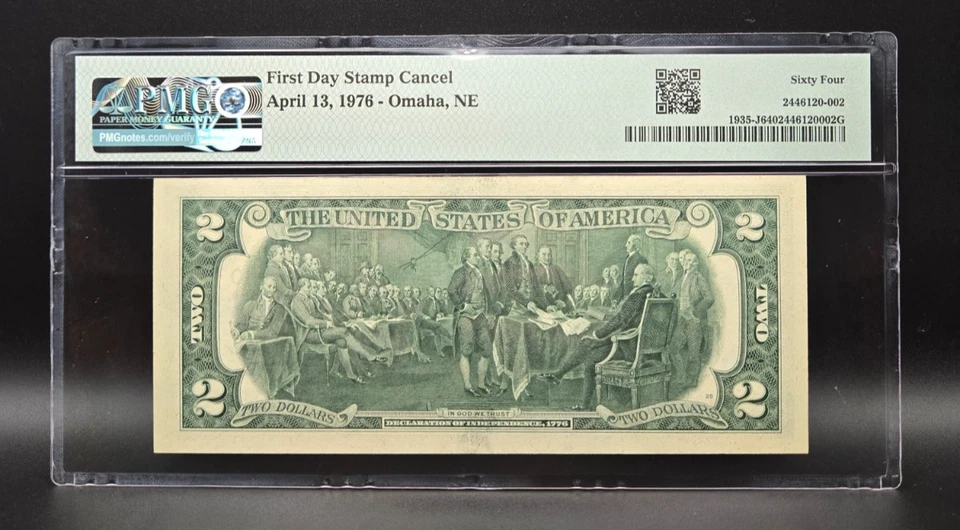 First Day Stamp Cancel
April 13, 1976 - Omaha, NE
PMG
PAPER MONEY GUARANTY
PMGnotes.com/verify
Sixty Four
2446120-002
1935-J6402446120002G
THE UNITED STATES OF AMERICA
2
2
TWO
TWO
2
2
TWO DOLLARS
TWO DOLLARS
IN GOD WE TRUST
DECLARATION OF INDEPENDENCE, 1776